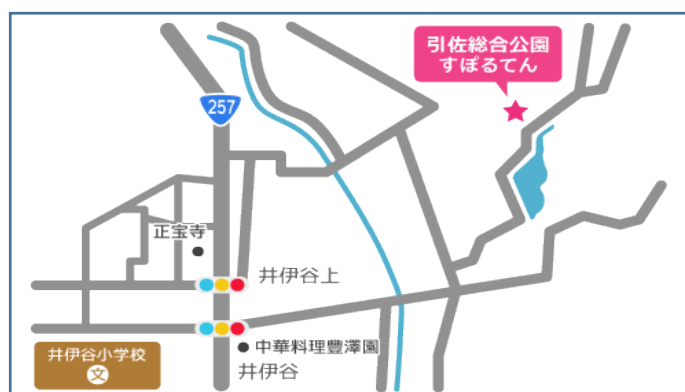 引佐総合公園
すぽるてん
257
正宝寺
井伊谷上
中華料理豊澤園
井伊谷
井伊谷小学校
文